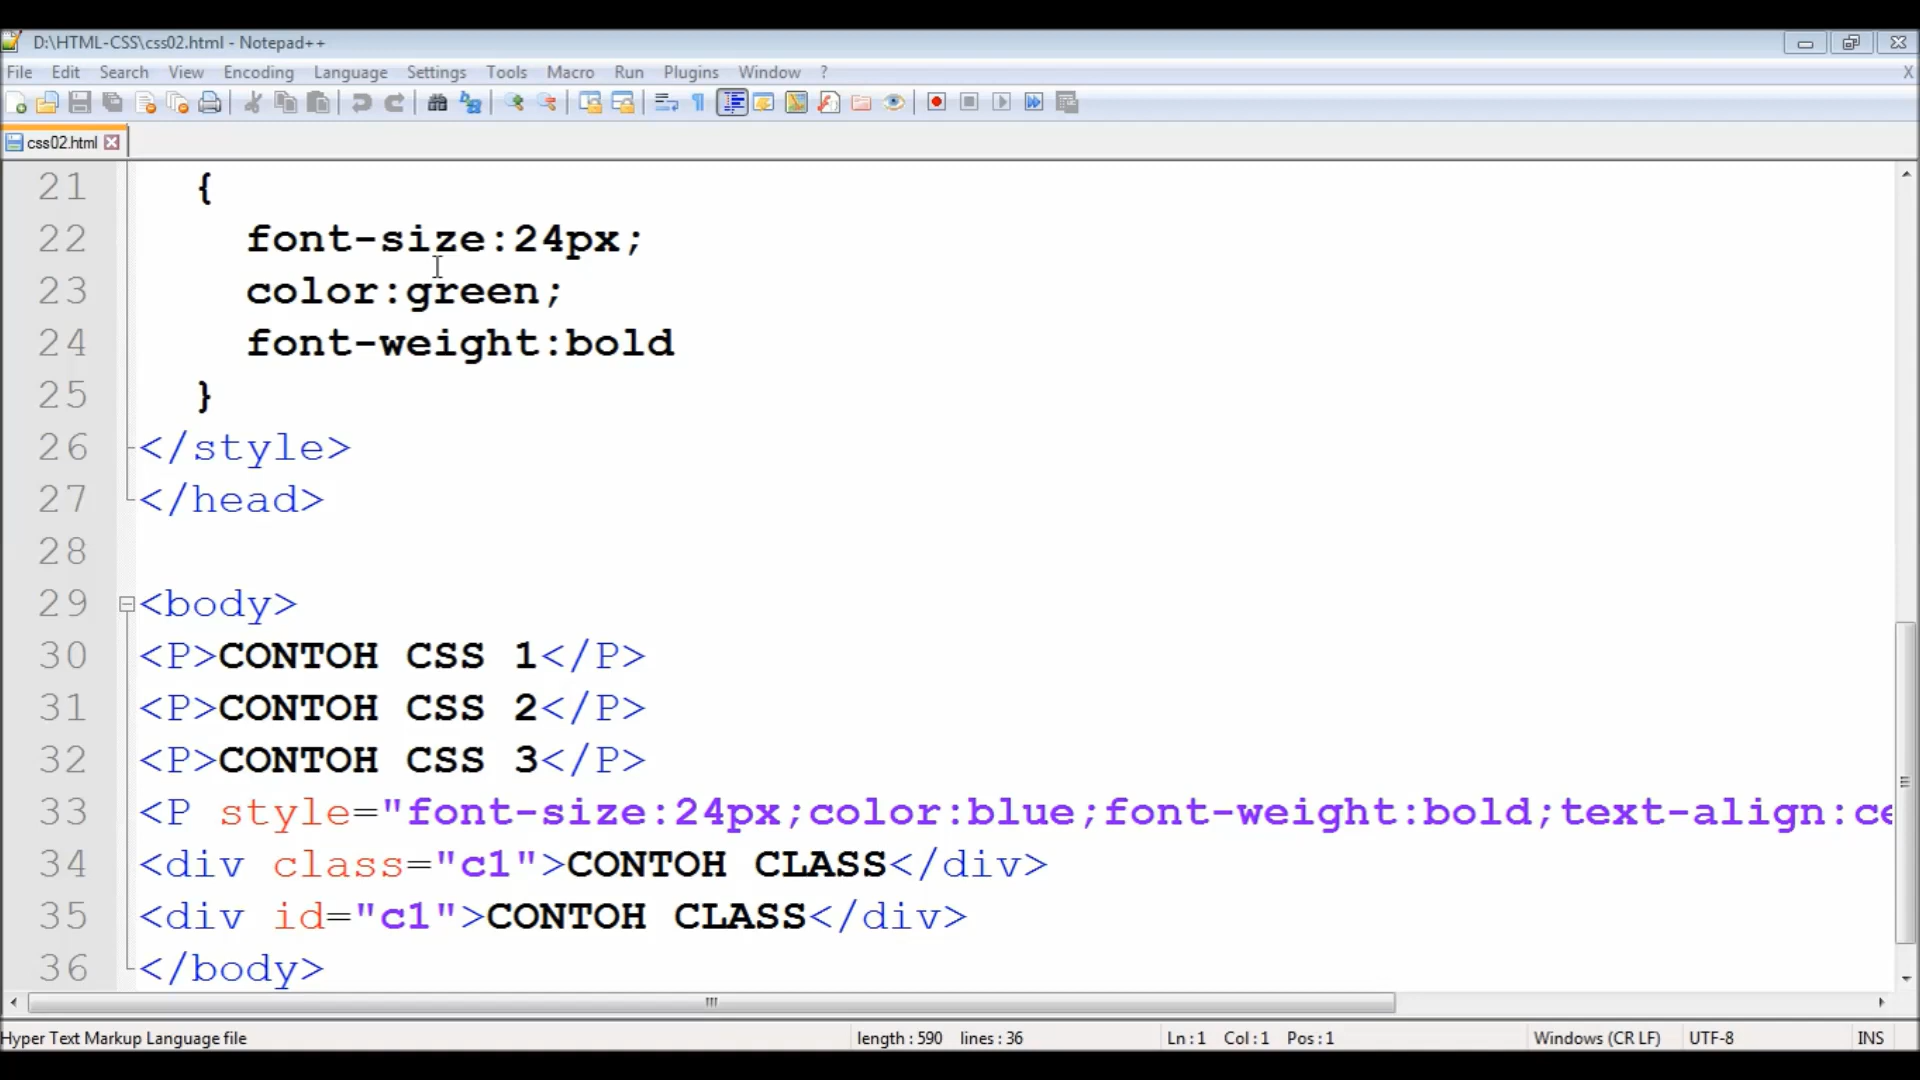 D:\HTML-CSS\css02.html - Notepad++
File Edit Search View Encoding Language Settings Tools Macro Run Plugins Window ? X
css02.html
21 {
22 font-size:24px;
23 color:green;
24 font-weight:bold
25 }
26 </style>
27 </head>
28
29 <body>
30 <P>CONTOH CSS 1</P>
31 <P>CONTOH CSS 2</P>
32 <P>CONTOH CSS 3</P>
33 <P style="font-size:24px;color:blue;font-weight:bold;text-align:ce
34 <div class="c1">CONTOH CLASS</div>
35 <div id="c1">CONTOH CLASS</div>
36 </body>
Hyper Text Markup Language file length : 590 lines : 36 Ln : 1 Col : 1 Pos : 1 Windows (CR LF) UTF-8 INS